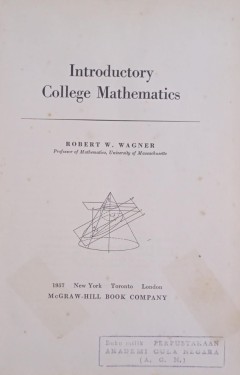 Introductory
College Mathematics
ROBERT W. WAGNER
Professor of Mathematics, University of Massachusetts
1957 New York Toronto London
McGRAW-HILL BOOK COMPANY
PERPUSTAKAAN
AKADEMI GULA NEGARA
(A. G. N.)